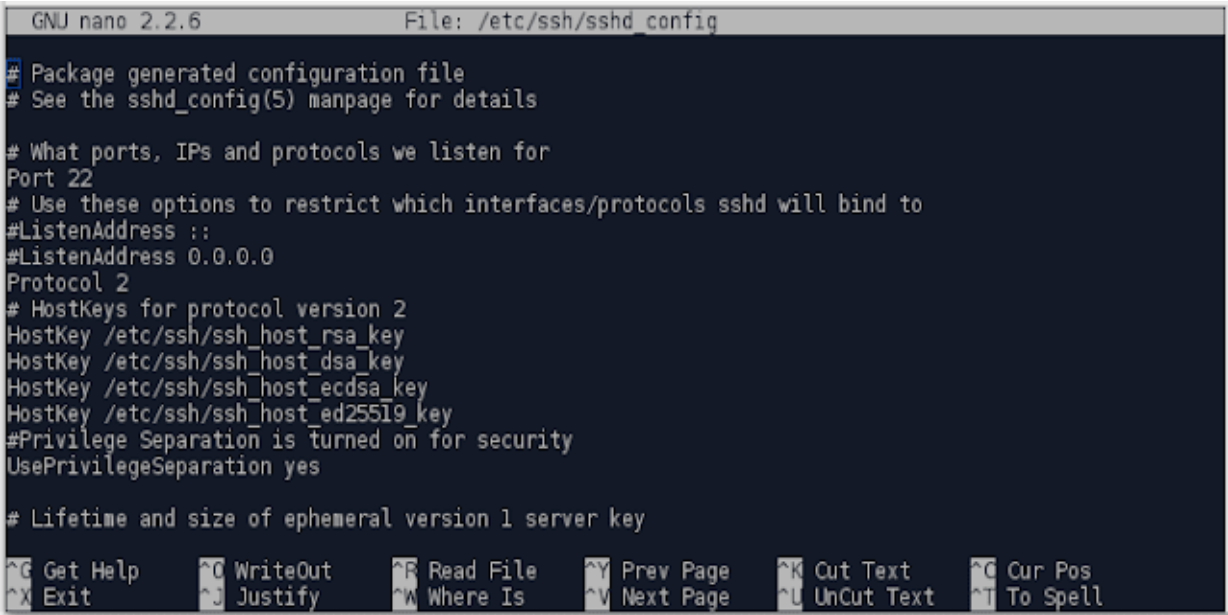 GNU nano 2.2.6 File: /etc/ssh/sshd_config
# Package generated configuration file
# See the sshd_config(5) manpage for details
# What ports, IPs and protocols we listen for
Port 22
# Use these options to restrict which interfaces/protocols sshd will bind to
#ListenAddress ::
#ListenAddress 0.0.0.0
Protocol 2
# HostKeys for protocol version 2
HostKey /etc/ssh/ssh_host_rsa_key
HostKey /etc/ssh/ssh_host_dsa_key
HostKey /etc/ssh/ssh_host_ecdsa_key
HostKey /etc/ssh/ssh_host_ed25519_key
#Privilege Separation is turned on for security
UsePrivilegeSeparation yes
# Lifetime and size of ephemeral version 1 server key
^G Get Help ^O WriteOut ^R Read File ^Y Prev Page ^K Cut Text ^C Cur Pos
^X Exit ^J Justify ^W Where Is ^V Next Page ^U UnCut Text ^T To Spell